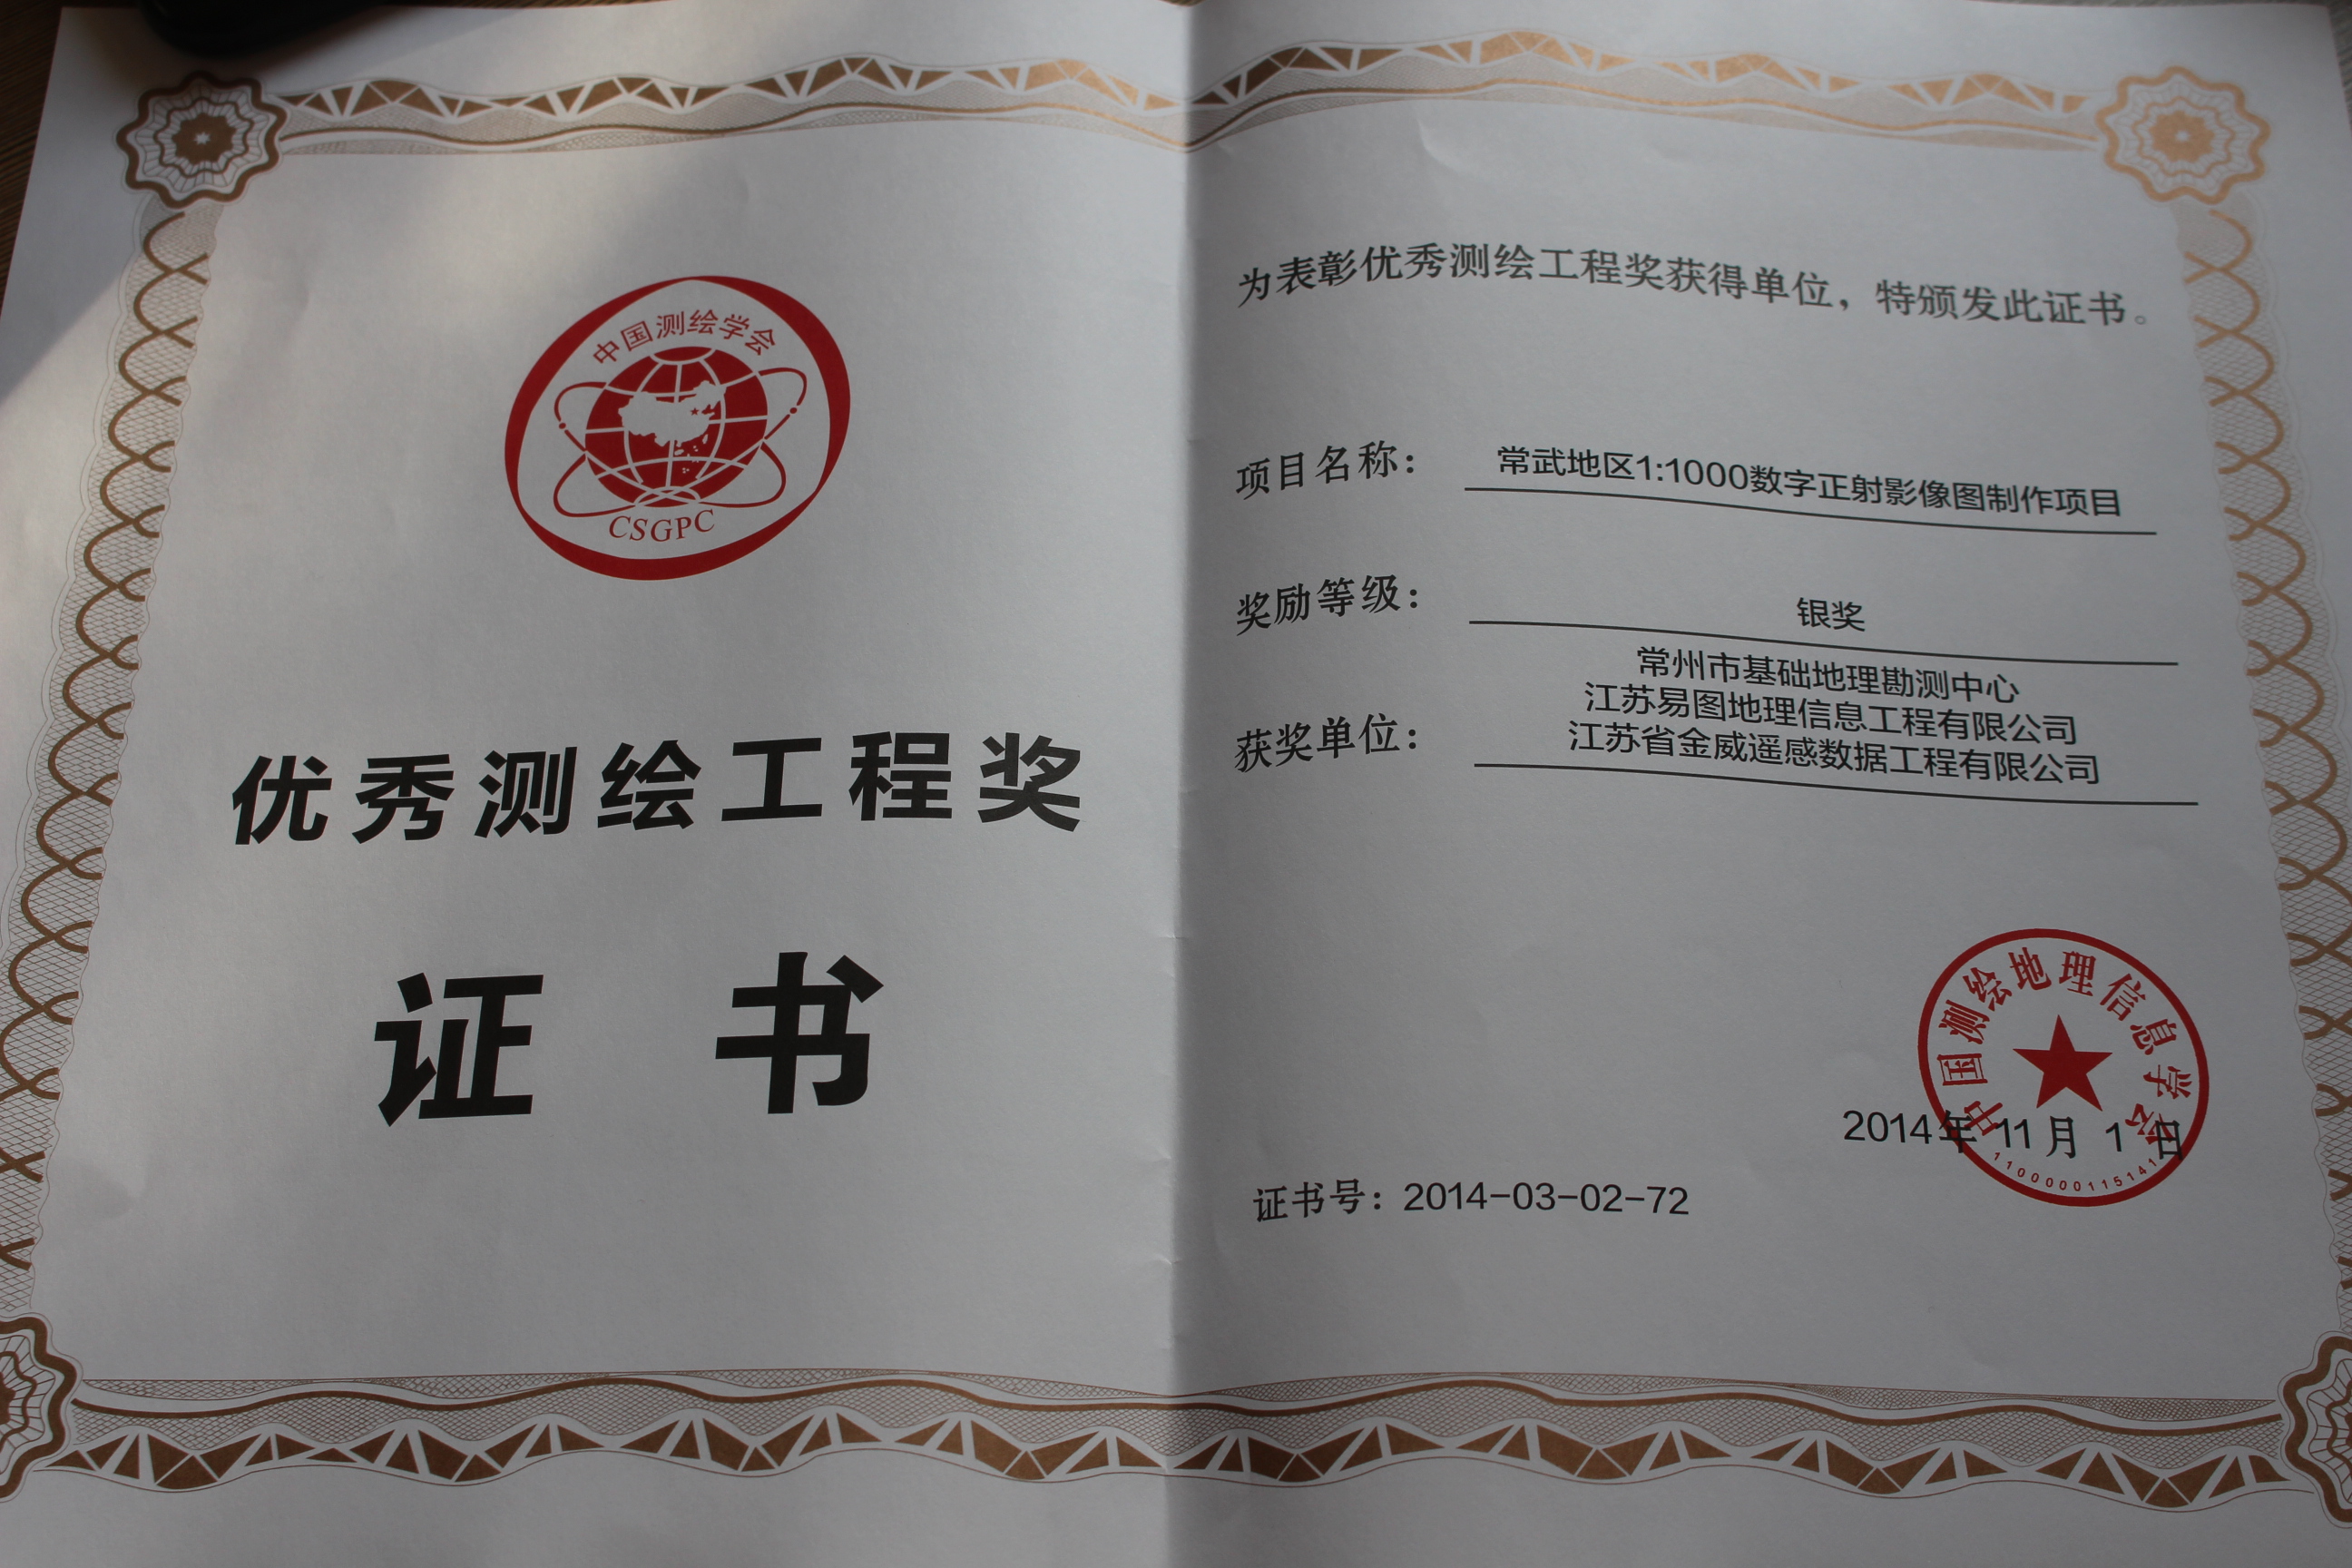 中国测绘学会
CSGPC
优秀测绘工程奖
证书
为表彰优秀测绘工程奖获得单位，特颁发此证书。
项目名称：常武地区1:1000数字正射影像图制作项目
奖励等级：银奖
获奖单位：常州市基础地理勘测中心
江苏易图地理信息工程有限公司
江苏省金威遥感数据工程有限公司
中国测绘地理信息学会
2014年11月1日
1100000115141
证书号：2014-03-02-72